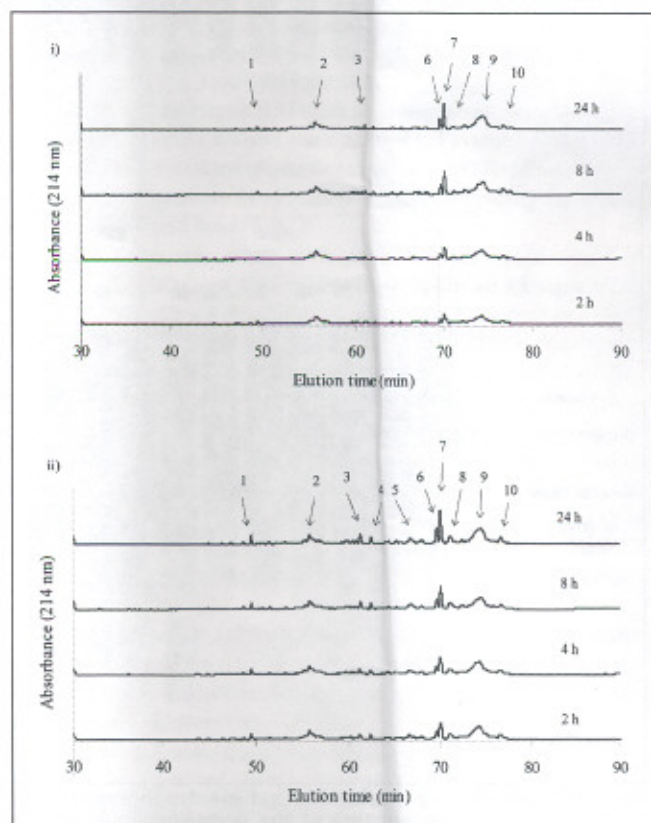 i)
1 2 3 6 7 8 9 10
24 h
8 h
4 h
2 h
Absorbance (214 nm)
30 40 50 60 70 80 90
Elution time (min)
ii)
1 2 3 4 5 6 7 8 9 10
24 h
8 h
4 h
2 h
Absorbance (214 nm)
30 40 50 60 70 80 90
Elution time (min)